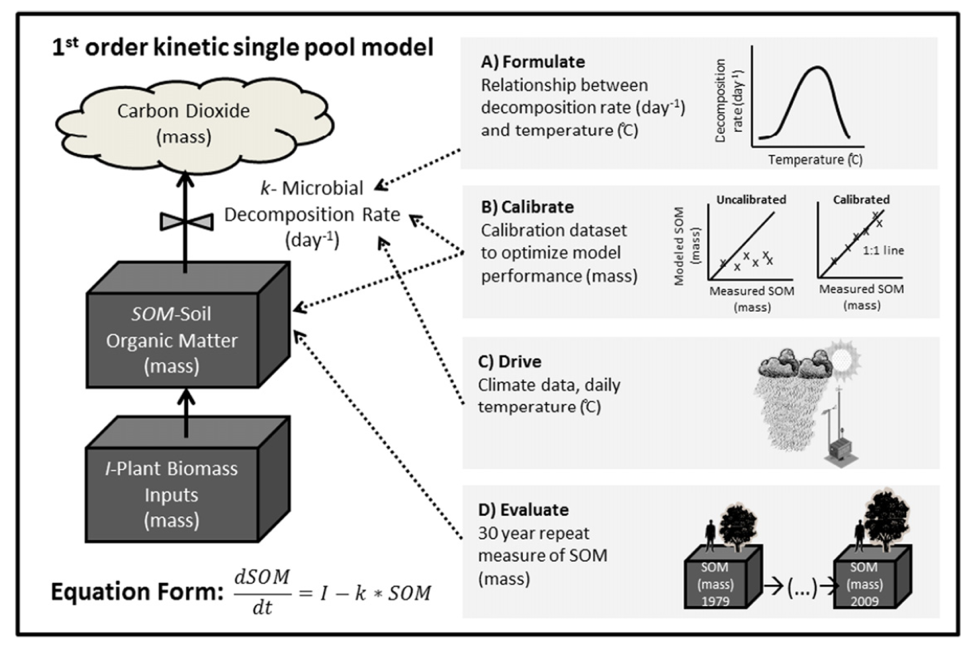 1st order kinetic single pool model
Carbon Dioxide
(mass)
k- Microbial
Decomposition Rate
(day-1)
SOM-Soil
Organic Matter
(mass)
I-Plant Biomass
Inputs
(mass)
Equation Form: dSOM/dt = I − k * SOM
A) Formulate
Relationship between
decomposition rate (day-1)
and temperature (°C)
Decomposition
rate (day-1)
Temperature (°C)
B) Calibrate
Calibration dataset
to optimize model
performance (mass)
Uncalibrated
Modeled SOM
(mass)
Measured SOM
(mass)
Calibrated
1:1 line
Measured SOM
(mass)
C) Drive
Climate data, daily
temperature (°C)
D) Evaluate
30 year repeat
measure of SOM
(mass)
SOM
(mass)
1979
(...)
SOM
(mass)
2009